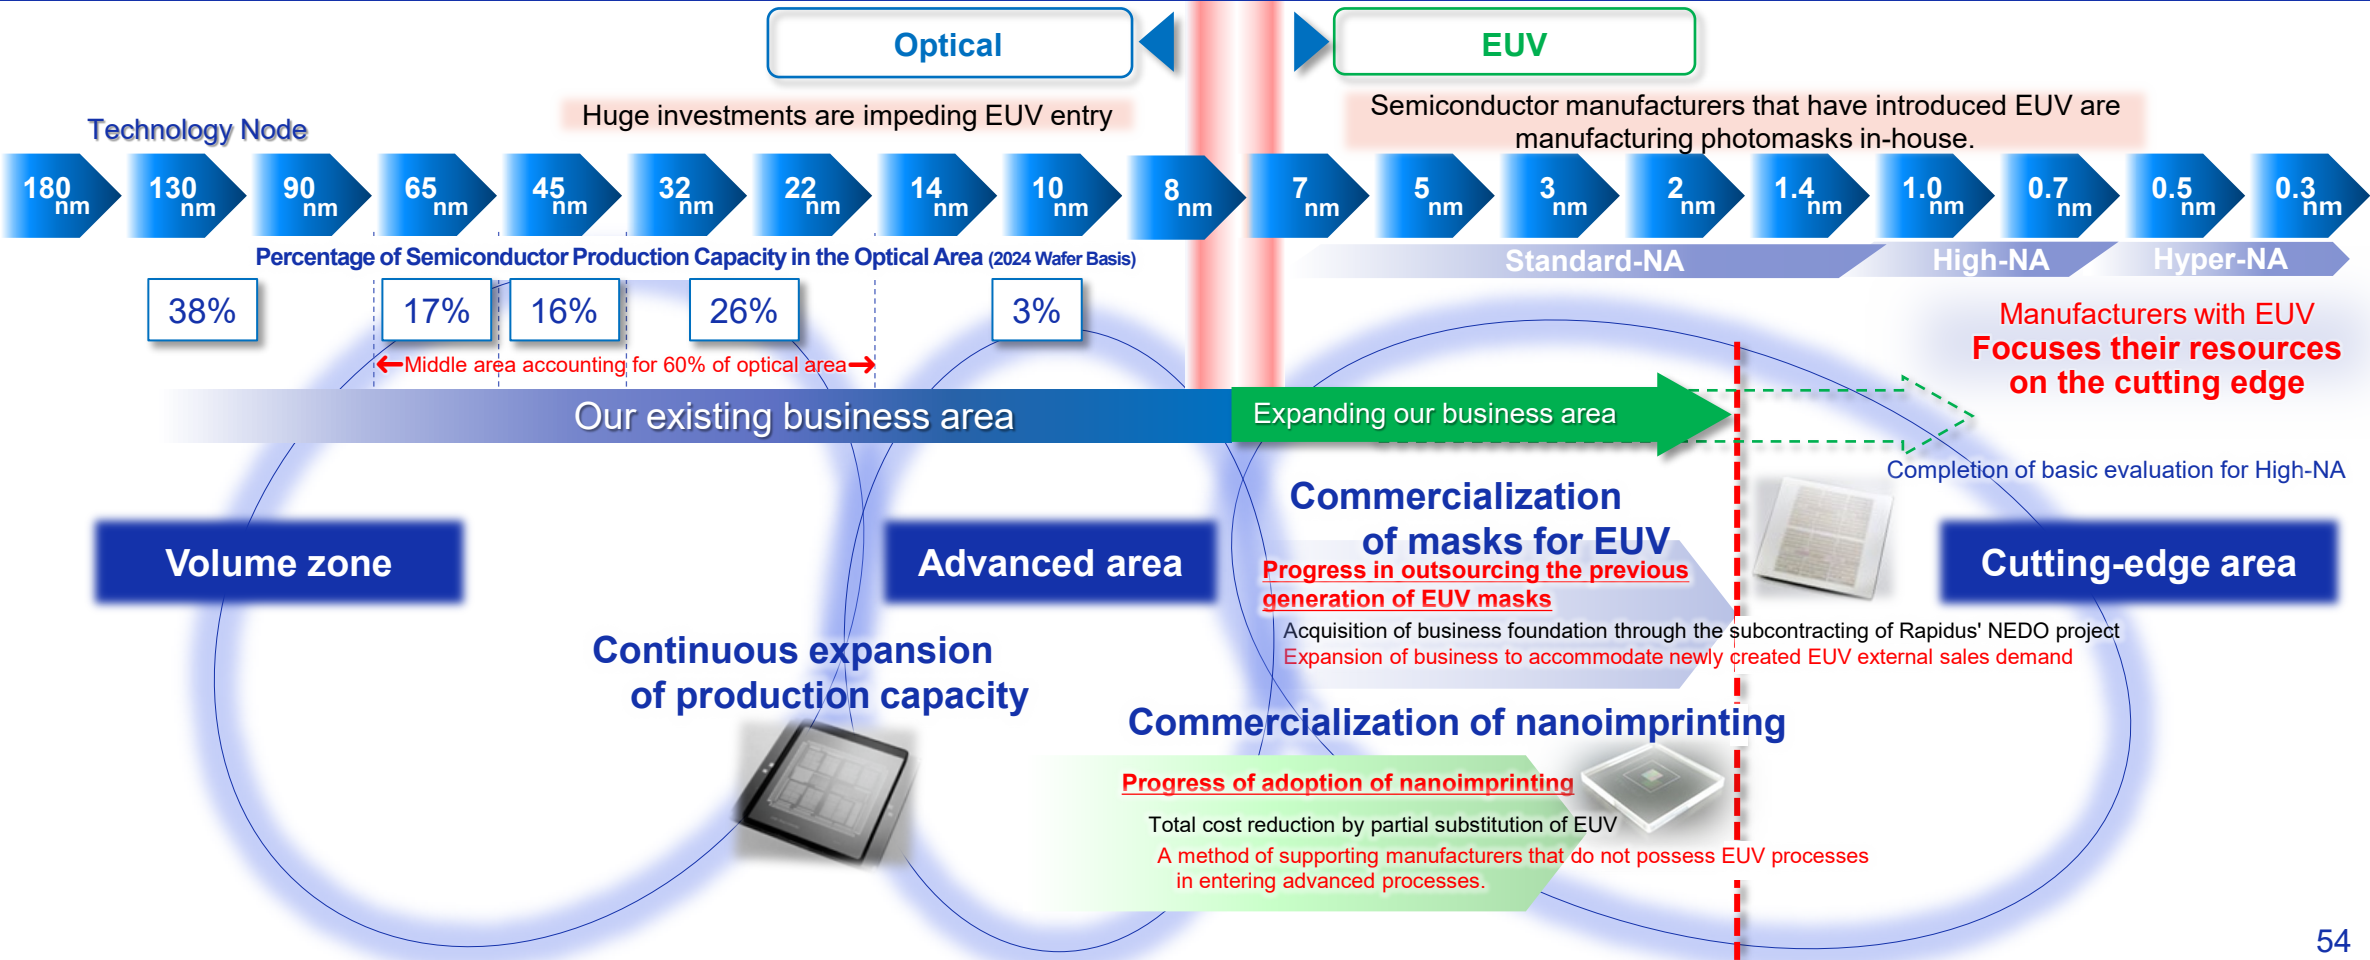 Optical
EUV
Huge investments are impeding EUV entry
Semiconductor manufacturers that have introduced EUV are
manufacturing photomasks in-house.
Technology Node
180 nm
130 nm
90 nm
65 nm
45 nm
32 nm
22 nm
14 nm
10 nm
8 nm
7 nm
5 nm
3 nm
2 nm
1.4 nm
1.0 nm
0.7 nm
0.5 nm
0.3 nm
Percentage of Semiconductor Production Capacity in the Optical Area (2024 Wafer Basis)
Standard-NA
High-NA
Hyper-NA
38%
17%
16%
26%
3%
Middle area accounting for 60% of optical area
Manufacturers with EUV
Focuses their resources
on the cutting edge
Our existing business area
Expanding our business area
Completion of basic evaluation for High-NA
Volume zone
Advanced area
Cutting-edge area
Commercialization
of masks for EUV
Progress in outsourcing the previous
generation of EUV masks
Acquisition of business foundation through the subcontracting of Rapidus' NEDO project
Expansion of business to accommodate newly created EUV external sales demand
Continuous expansion
of production capacity
Commercialization of nanoimprinting
Progress of adoption of nanoimprinting
Total cost reduction by partial substitution of EUV
A method of supporting manufacturers that do not possess EUV processes
in entering advanced processes.
54